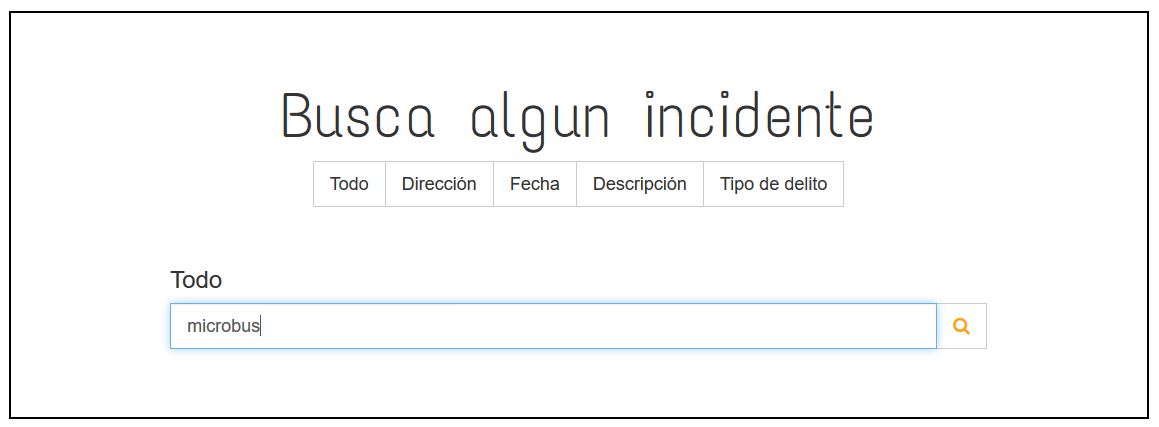 Busca algun incidente
Todo Dirección Fecha Descripción Tipo de delito
Todo
microbus